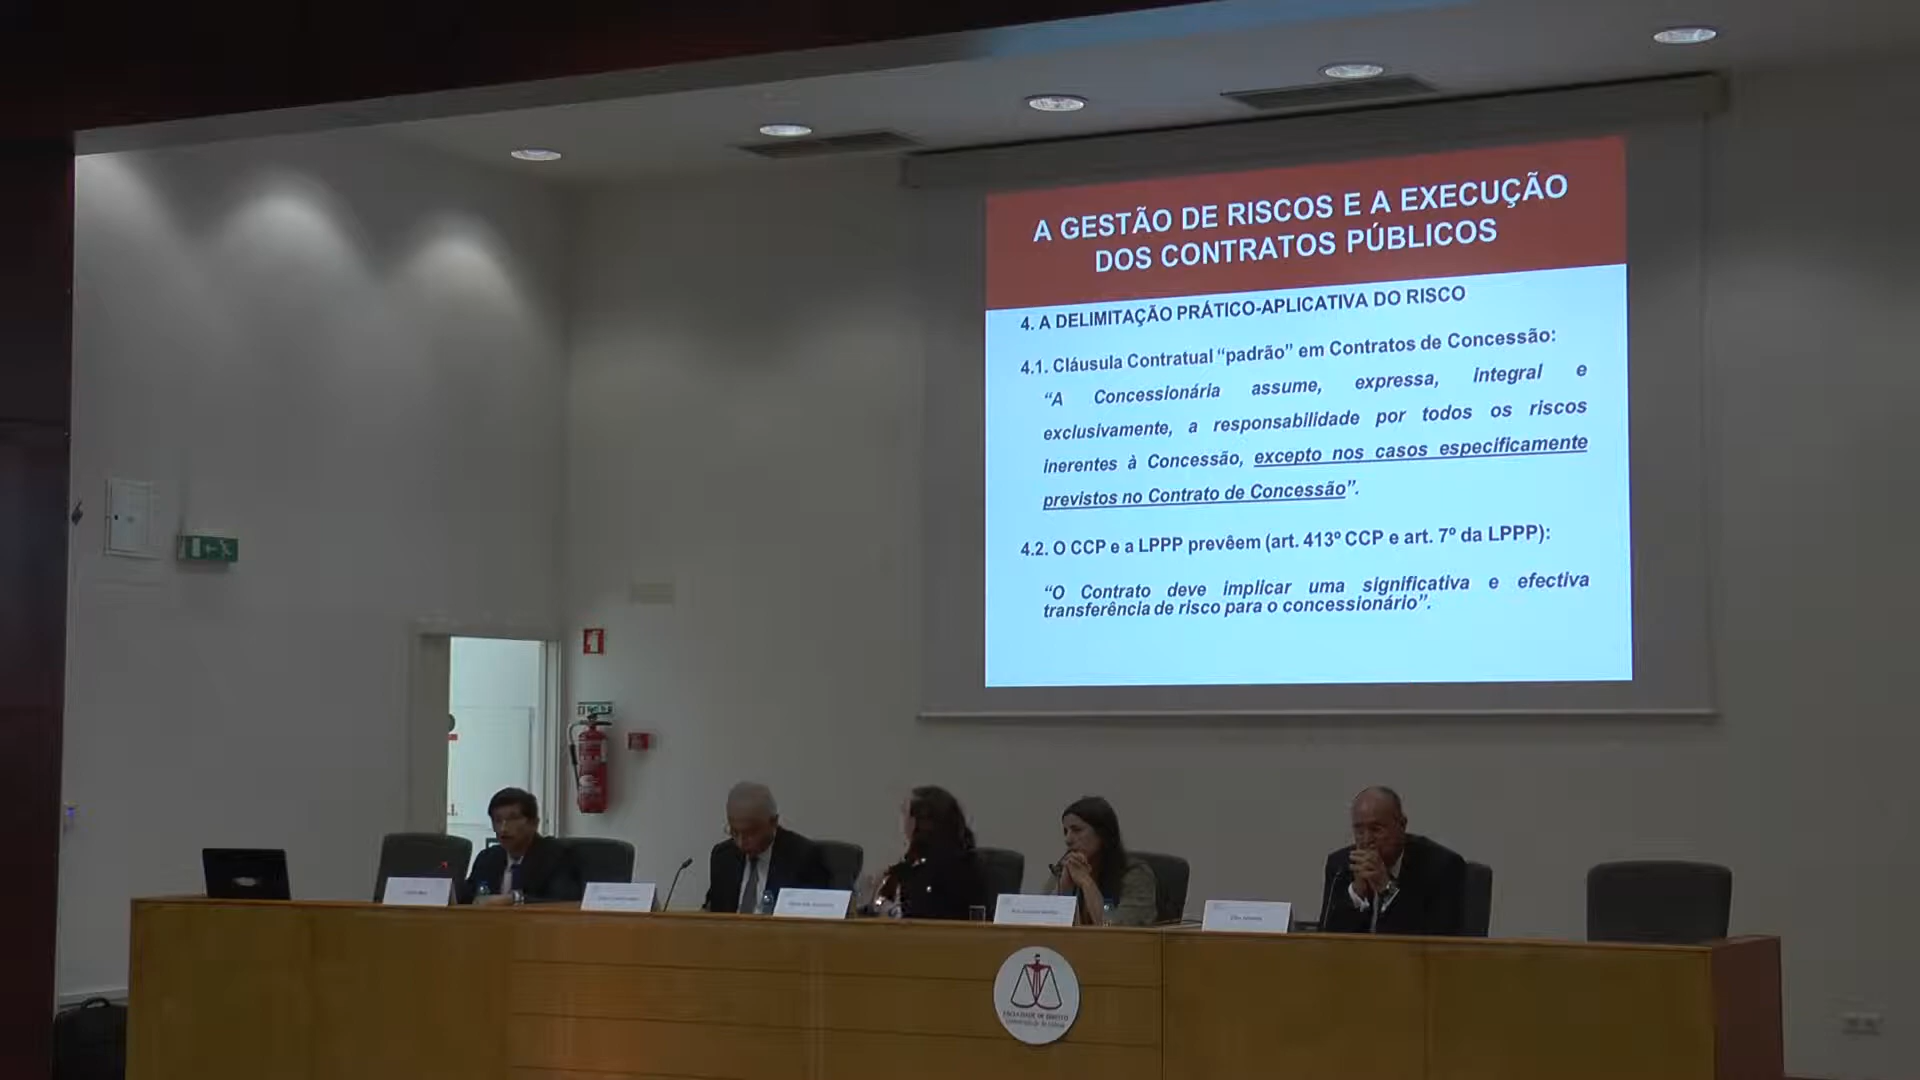 A GESTÃO DE RISCOS E A EXECUÇÃO
DOS CONTRATOS PÚBLICOS
4. A DELIMITAÇÃO PRÁTICO-APLICATIVA DO RISCO
4.1. Cláusula Contratual “padrão” em Contratos de Concessão:
“A Concessionária assume, expressa, integral e
exclusivamente, a responsabilidade por todos os riscos
inerentes à Concessão, excepto nos casos especificamente
previstos no Contrato de Concessão”.
4.2. O CCP e a LPPP prevêem (art. 413º CCP e art. 7º da LPPP):
“O Contrato deve implicar uma significativa e efectiva
transferência de risco para o concessionário”.
FACULDADE DE DIREITO